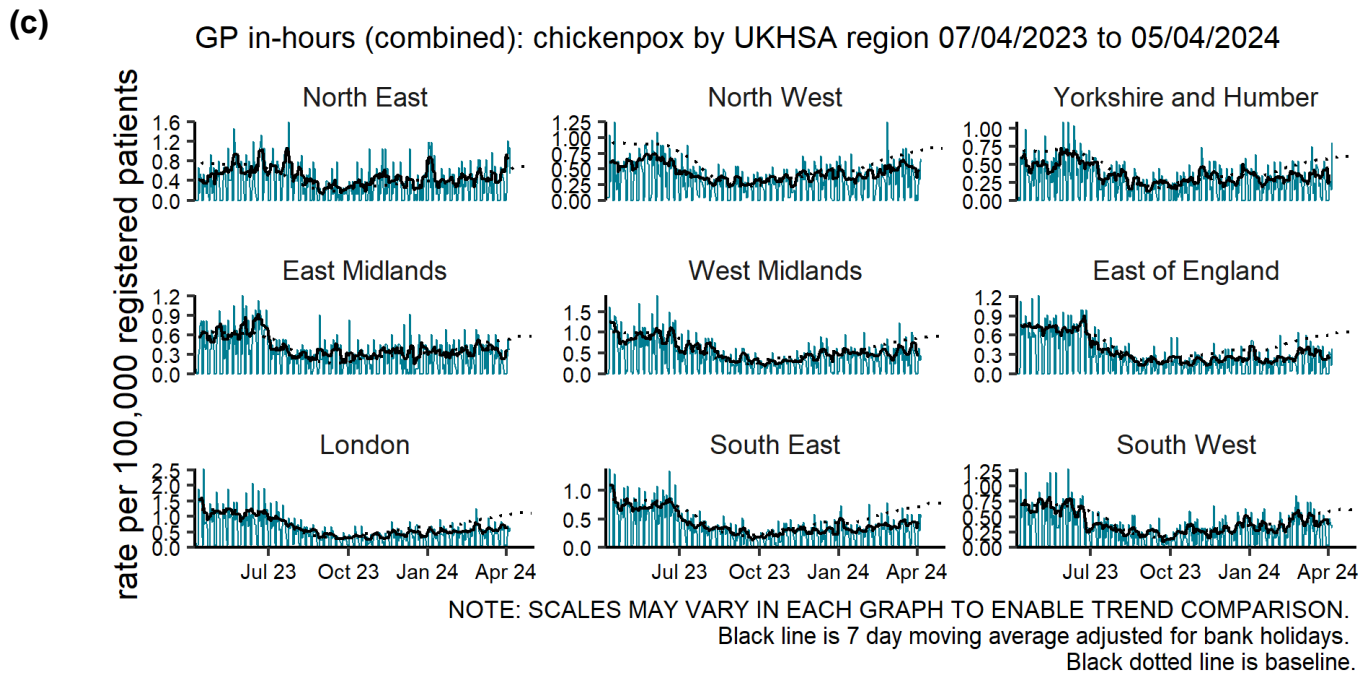 (c)
GP in-hours (combined): chickenpox by UKHSA region 07/04/2023 to 05/04/2024
rate per 100,000 registered patients
North East
1.6
1.2
0.8
0.4
0.0
North West
1.25
1.00
0.75
0.50
0.25
0.00
Yorkshire and Humber
1.00
0.75
0.50
0.25
0.00
East Midlands
1.2
0.9
0.6
0.3
0.0
West Midlands
1.5
1.0
0.5
0.0
East of England
1.2
0.9
0.6
0.3
0.0
London
2.5
2.0
1.5
1.0
0.5
0.0
Jul 23 Oct 23 Jan 24 Apr 24
South East
1.0
0.5
0.0
Jul 23 Oct 23 Jan 24 Apr 24
South West
1.25
1.00
0.75
0.50
0.25
0.00
Jul 23 Oct 23 Jan 24 Apr 24
NOTE: SCALES MAY VARY IN EACH GRAPH TO ENABLE TREND COMPARISON.
Black line is 7 day moving average adjusted for bank holidays.
Black dotted line is baseline.